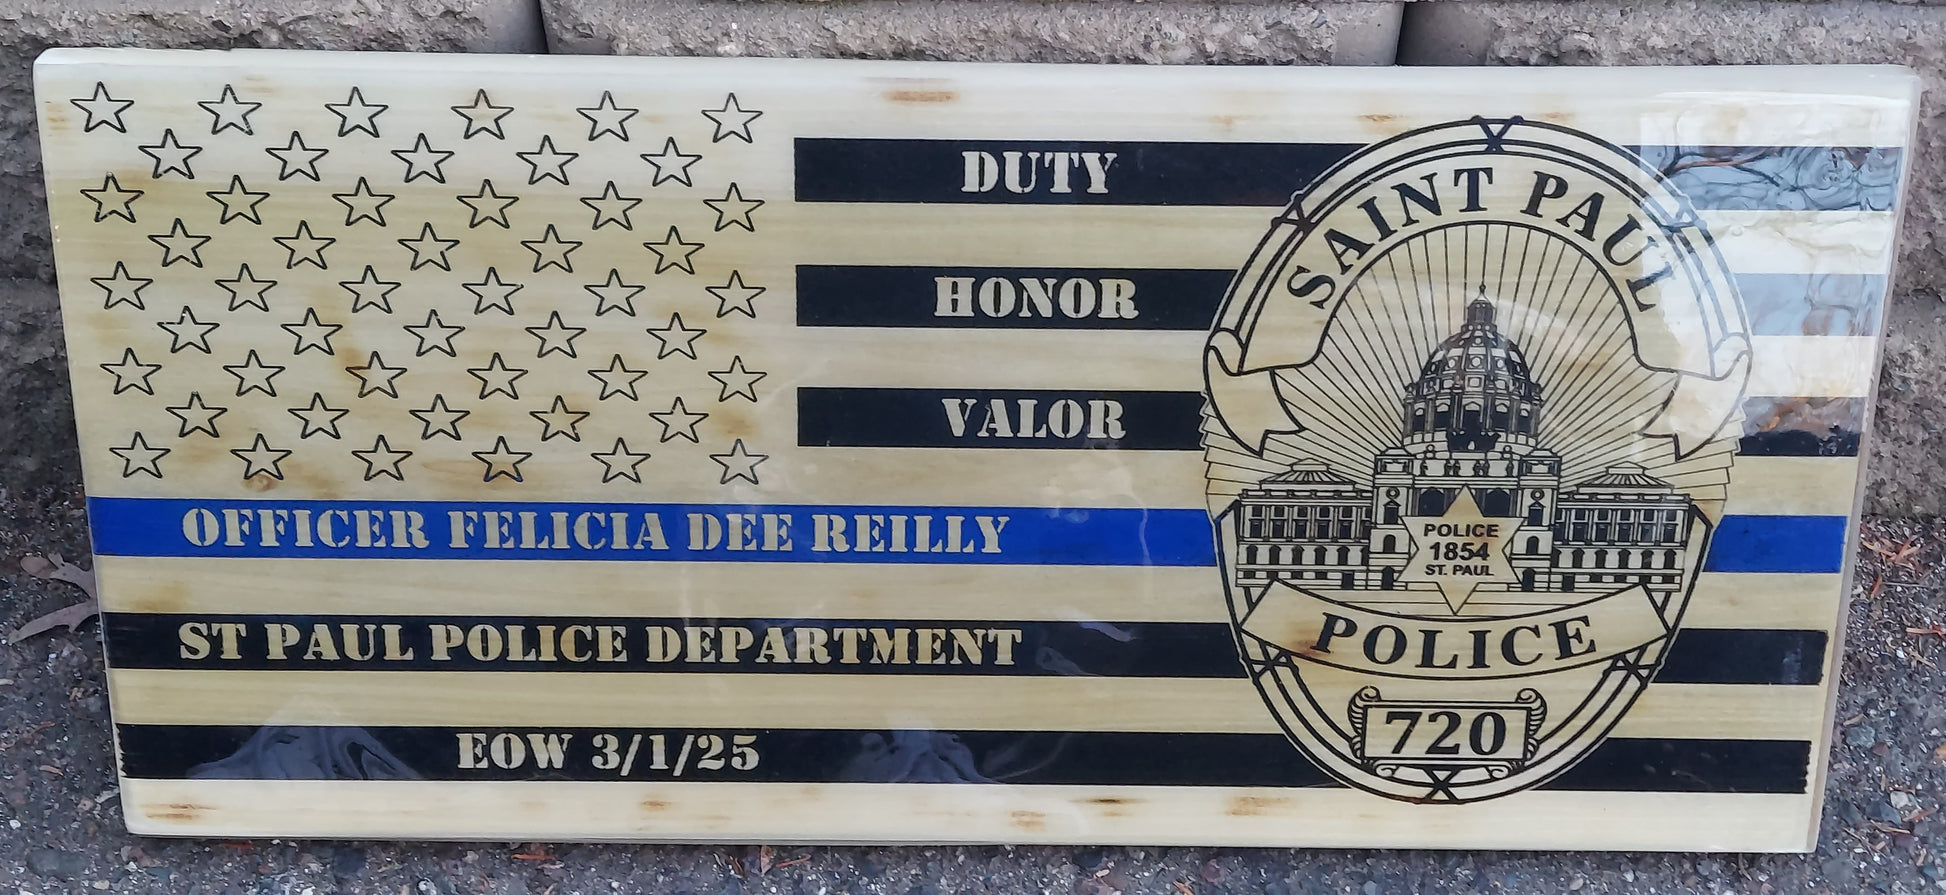 DUTY
HONOR
VALOR
OFFICER FELICIA DEE REILLY
ST PAUL POLICE DEPARTMENT
EOW 3/1/25
SAINT PAUL
POLICE
1854
ST. PAUL
POLICE
720